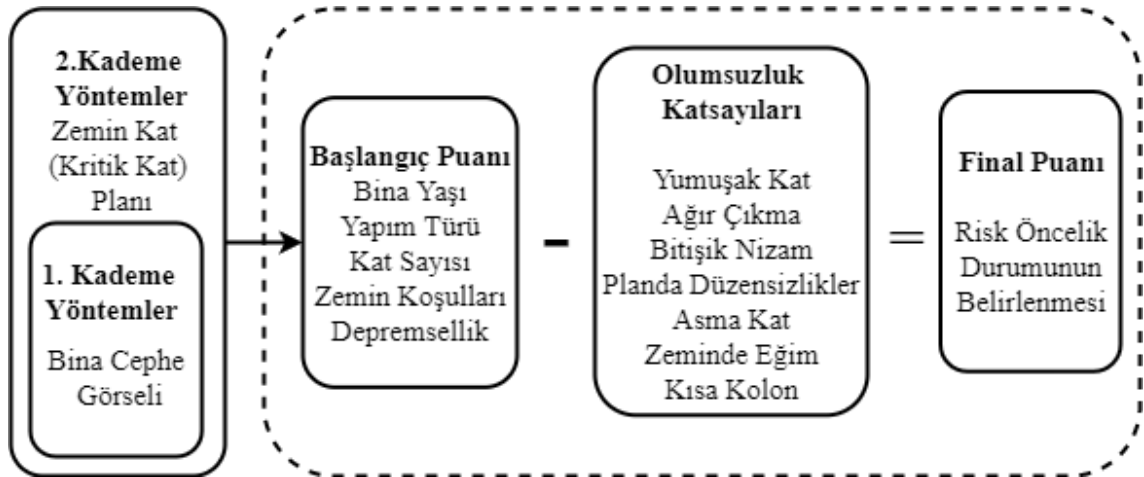 2.Kademe
Yöntemler
Zemin Kat
(Kritik Kat)
Planı
1. Kademe
Yöntemler
Bina Cephe
Görseli
Başlangıç Puanı
Bina Yaşı
Yapım Türü
Kat Sayısı
Zemin Koşulları
Depremsellik
-
Olumsuzluk
Katsayıları
Yumuşak Kat
Ağır Çıkma
Bitişik Nizam
Planda Düzensizlikler
Asma Kat
Zeminde Eğim
Kısa Kolon
=
Final Puanı
Risk Öncelik
Durumunun
Belirlenmesi